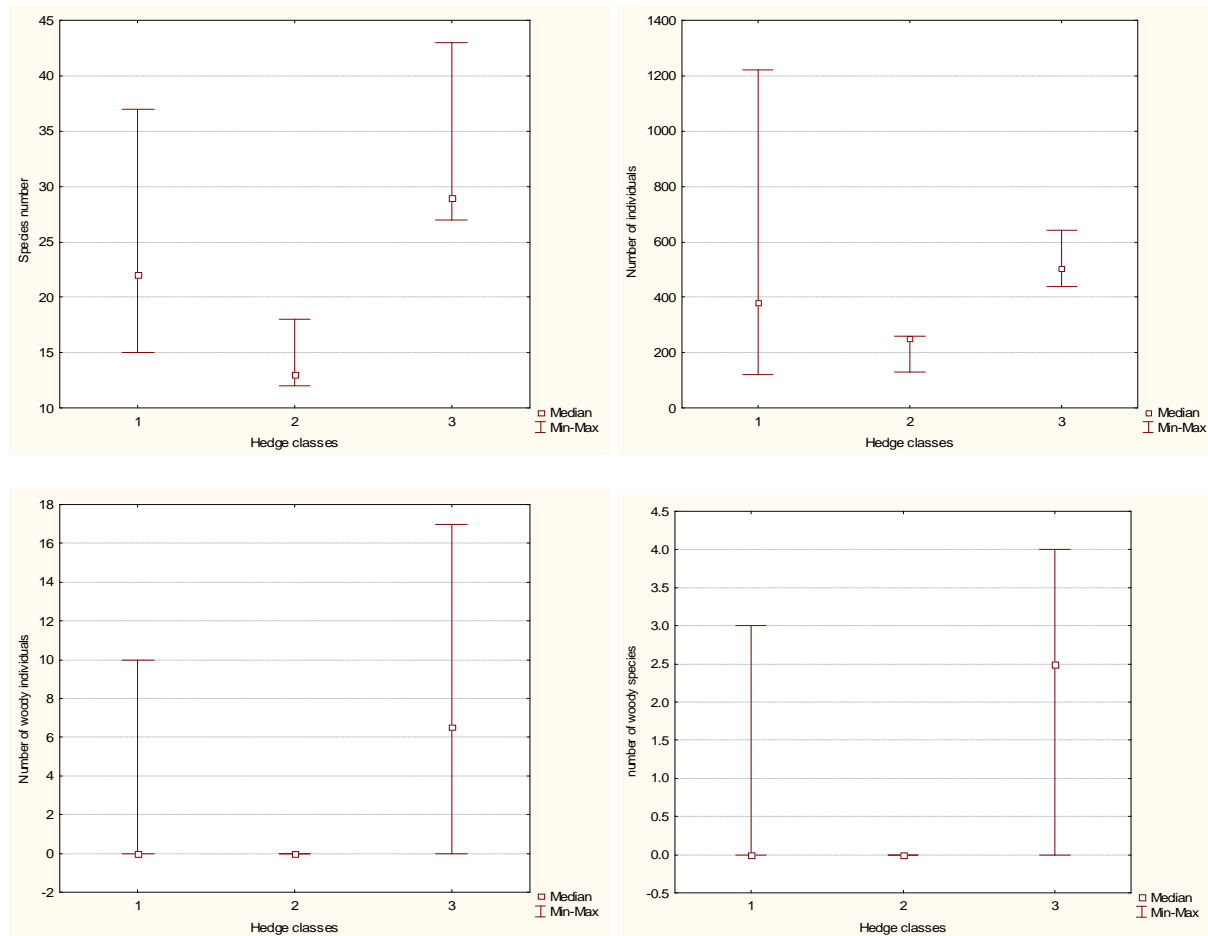 45
40
35
30
25
20
15
10
Species number
1 2 3
Hedge classes
Median
Min-Max
1400
1200
1000
800
600
400
200
0
Number of individuals
1 2 3
Hedge classes
Median
Min-Max
18
16
14
12
10
8
6
4
2
0
-2
Number of woody individuals
1 2 3
Hedge classes
Median
Min-Max
4.5
4.0
3.5
3.0
2.5
2.0
1.5
1.0
0.5
0.0
-0.5
number of woody species
1 2 3
Hedge classes
Median
Min-Max